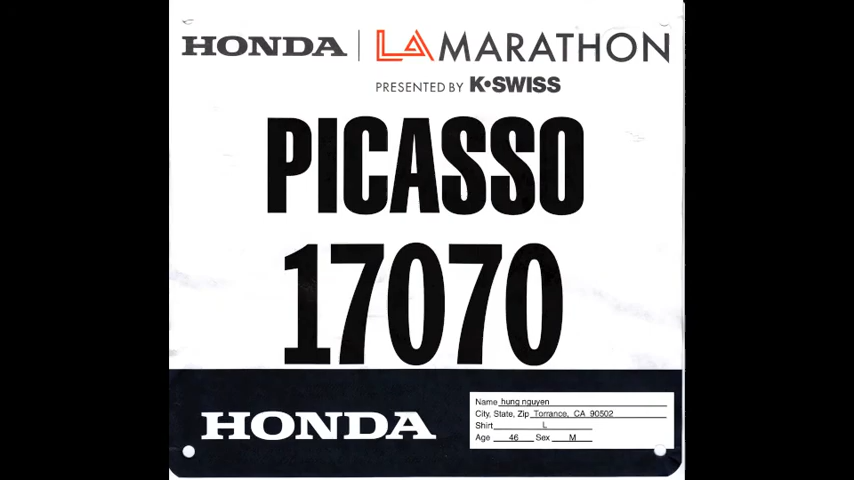 HONDA | LA MARATHON
PRESENTED BY K•SWISS
PICASSO
17070
HONDA
Name hung nguyen
City, State, Zip Torrance, CA 90502
Shirt L
Age 46 Sex M